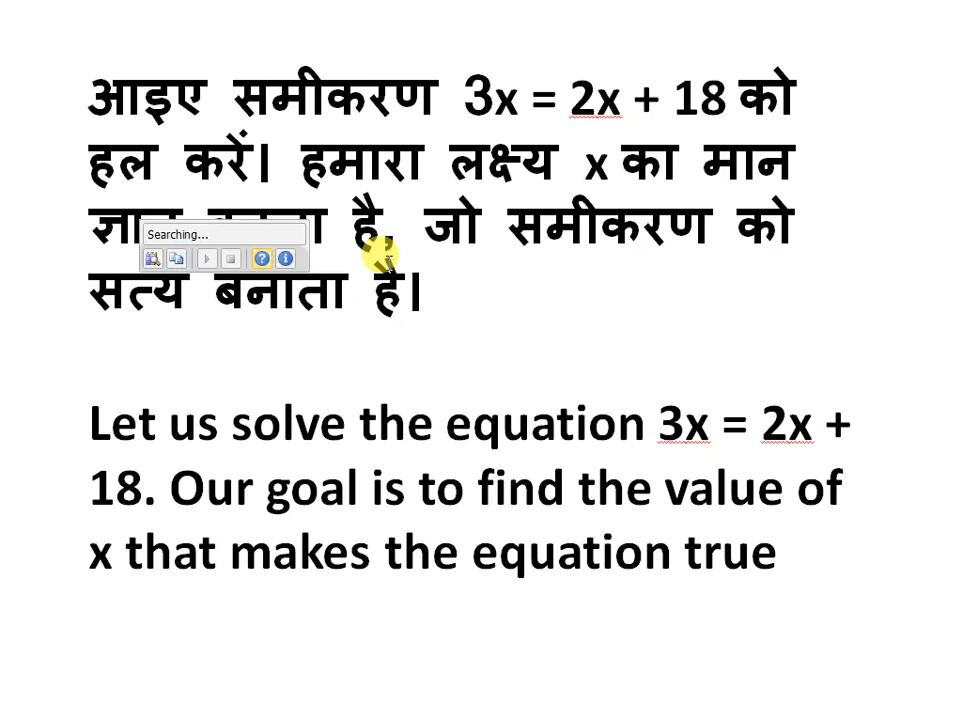 आइए समीकरण 3x = 2x + 18 को
हल करें। हमारा लक्ष्य x का मान
है, जो समीकरण को
Searching...
सत्य बनाता है।
Let us solve the equation 3x = 2x +
18. Our goal is to find the value of
x that makes the equation true